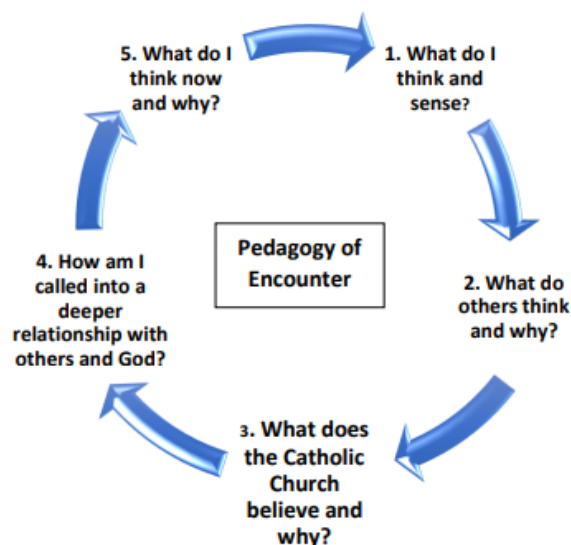 Pedagogy of
Encounter
1. What do I
think and
sense?
2. What do
others think
and why?
3. What does
the Catholic
Church
believe and
why?
4. How am I
called into a
deeper
relationship with
others and God?
5. What do I
think now
and why?